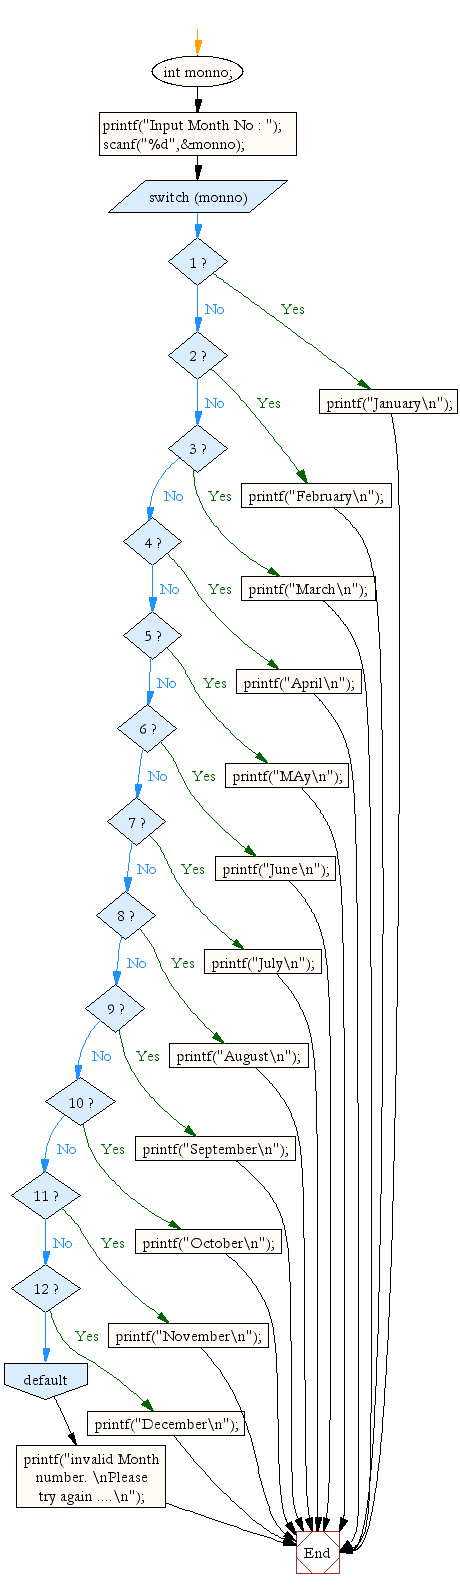 int monno;
printf("Input Month No : ");
scanf("%d",&monno);
switch (monno)
1 ?
Yes
No
2 ?
printf("January\n");
No
Yes
3 ?
printf("February\n");
No
Yes
4 ?
printf("March\n");
No
Yes
5 ?
printf("April\n");
No
Yes
6 ?
printf("MAy\n");
No
Yes
7 ?
printf("June\n");
No
Yes
8 ?
printf("July\n");
No
Yes
9 ?
printf("August\n");
No
Yes
10 ?
printf("September\n");
No
Yes
11 ?
printf("October\n");
No
Yes
12 ?
printf("November\n");
Yes
default
printf("December\n");
printf("invalid Month
number. \nPlease
try again ....\n");
End